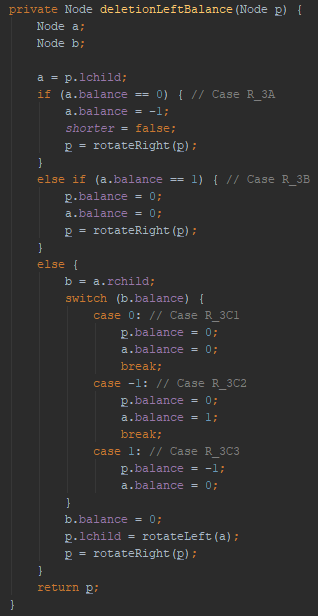 private Node deletionLeftBalance(Node p) {
    Node a;
    Node b;

    a = p.lchild;
    if (a.balance == 0) { // Case R_3A
        a.balance = -1;
        shorter = false;
        p = rotateRight(p);
    }
    else if (a.balance == 1) { // Case R_3B
        p.balance = 0;
        a.balance = 0;
        p = rotateRight(p);
    }
    else {
        b = a.rchild;
        switch (b.balance) {
            case 0: // Case R_3C1
                p.balance = 0;
                a.balance = 0;
                break;
            case -1: // Case R_3C2
                p.balance = 0;
                a.balance = 1;
                break;
            case 1: // Case R_3C3
                p.balance = -1;
                a.balance = 0;
        }
        b.balance = 0;
        p.lchild = rotateLeft(a);
        p = rotateRight(p);
    }
    return p;
}